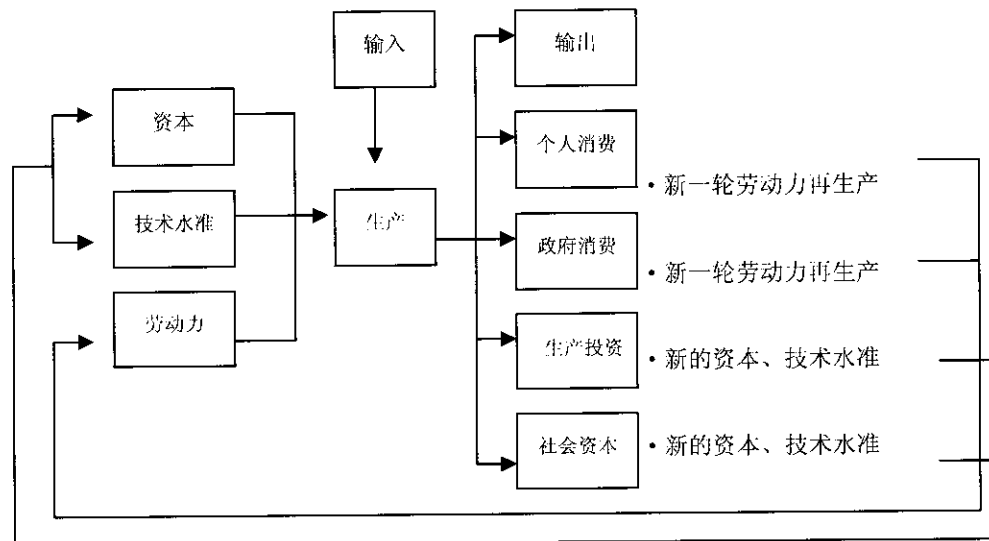 输入
输出
资本
个人消费
·新一轮劳动力再生产
技术水准
生产
政府消费
·新一轮劳动力再生产
劳动力
生产投资
·新的资本、技术水准
社会资本
·新的资本、技术水准